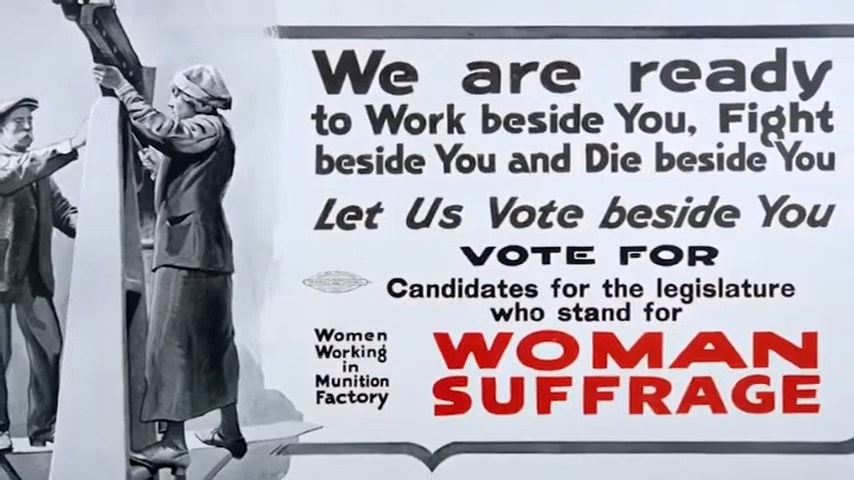 We are ready
to Work beside You, Fight
beside You and Die beside You
Let Us Vote beside You
VOTE FOR
Candidates for the legislature
who stand for
WOMAN
SUFFRAGE
Women
Working
in
Munition
Factory